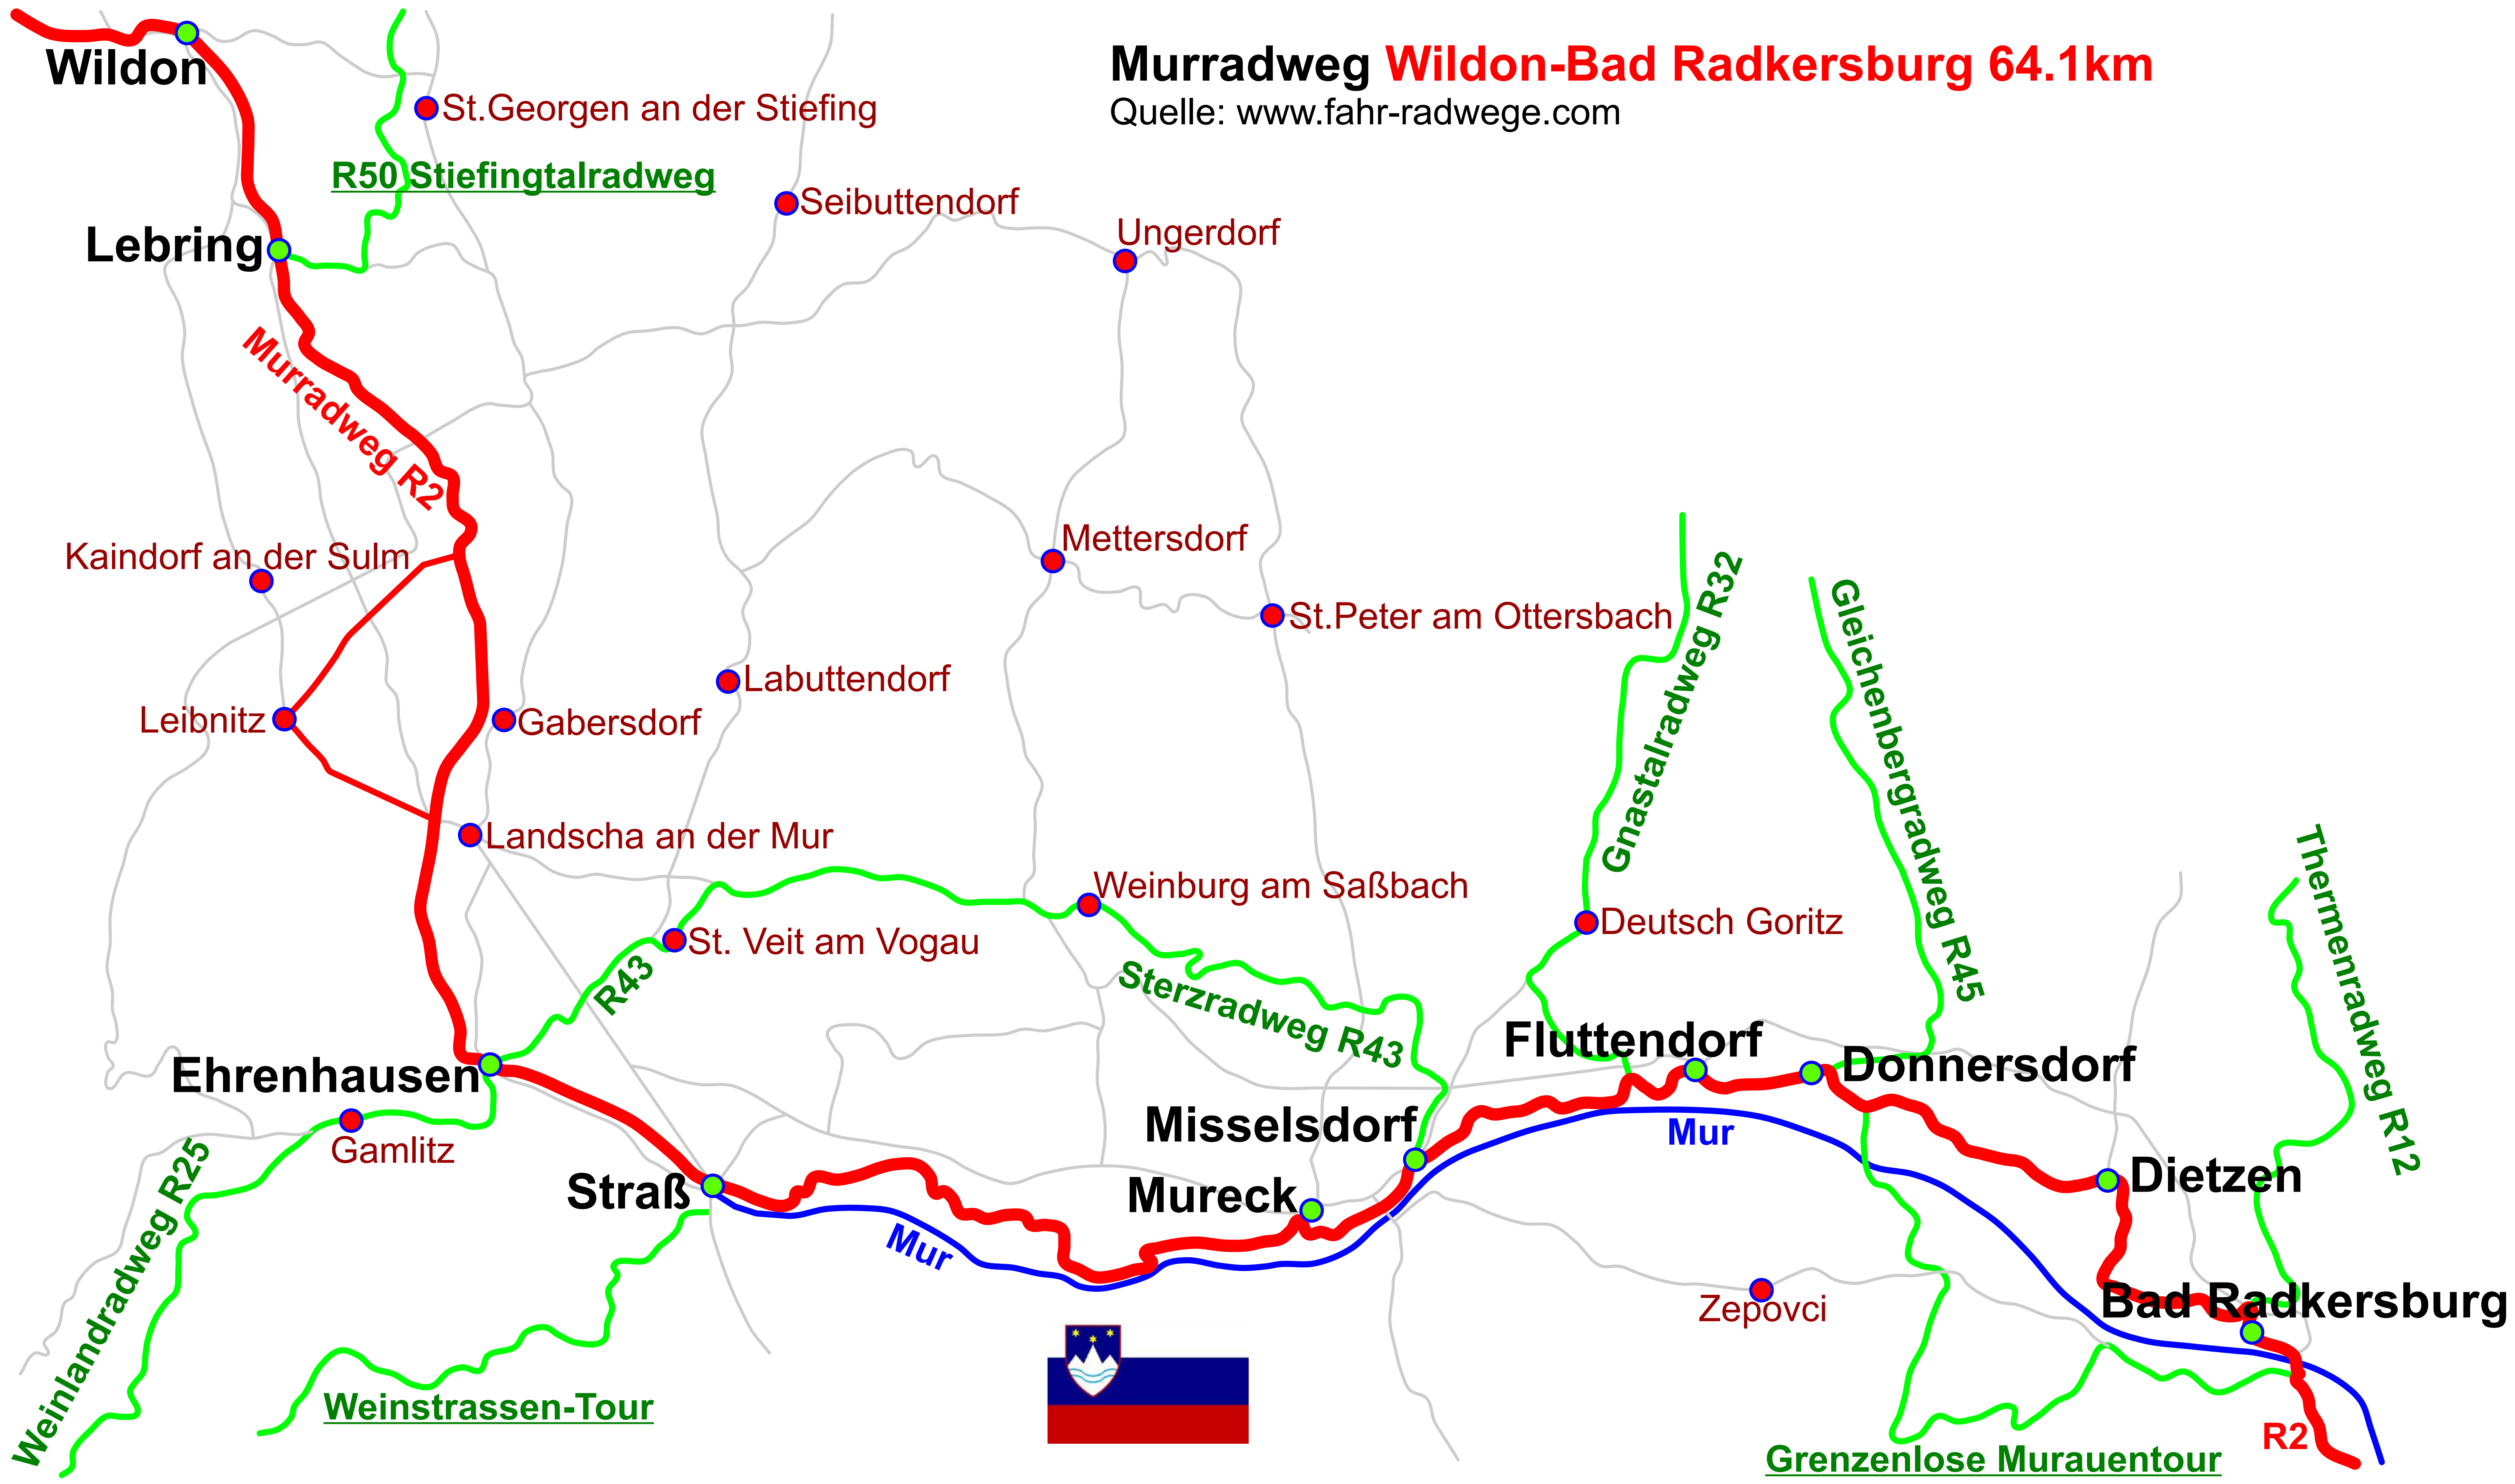 Murradweg Wildon-Bad Radkersburg 64.1km
Quelle: www.fahr-radwege.com
Wildon
St.Georgen an der Stiefing
R50 Stiefingtalradweg
Seibuttendorf
Ungerdorf
Lebring
Murradweg R2
Kaindorf an der Sulm
Mettersdorf
St.Peter am Ottersbach
Gnastalradweg R32
Gleichenbergradweg R45
Labuttendorf
Leibnitz
Gabersdorf
Landscha an der Mur
Thermenradweg R12
Weinburg am Saßbach
Deutsch Goritz
St. Veit am Vogau
R43
Sterzradweg R43
Fluttendorf
Donnersdorf
Ehrenhausen
Misselsdorf
Mur
Gamlitz
Weinlandradweg R25
Straß
Mureck
Dietzen
Mur
Zepovci
Bad Radkersburg
Weinstrassen-Tour
R2
Grenzenlose Murauentour